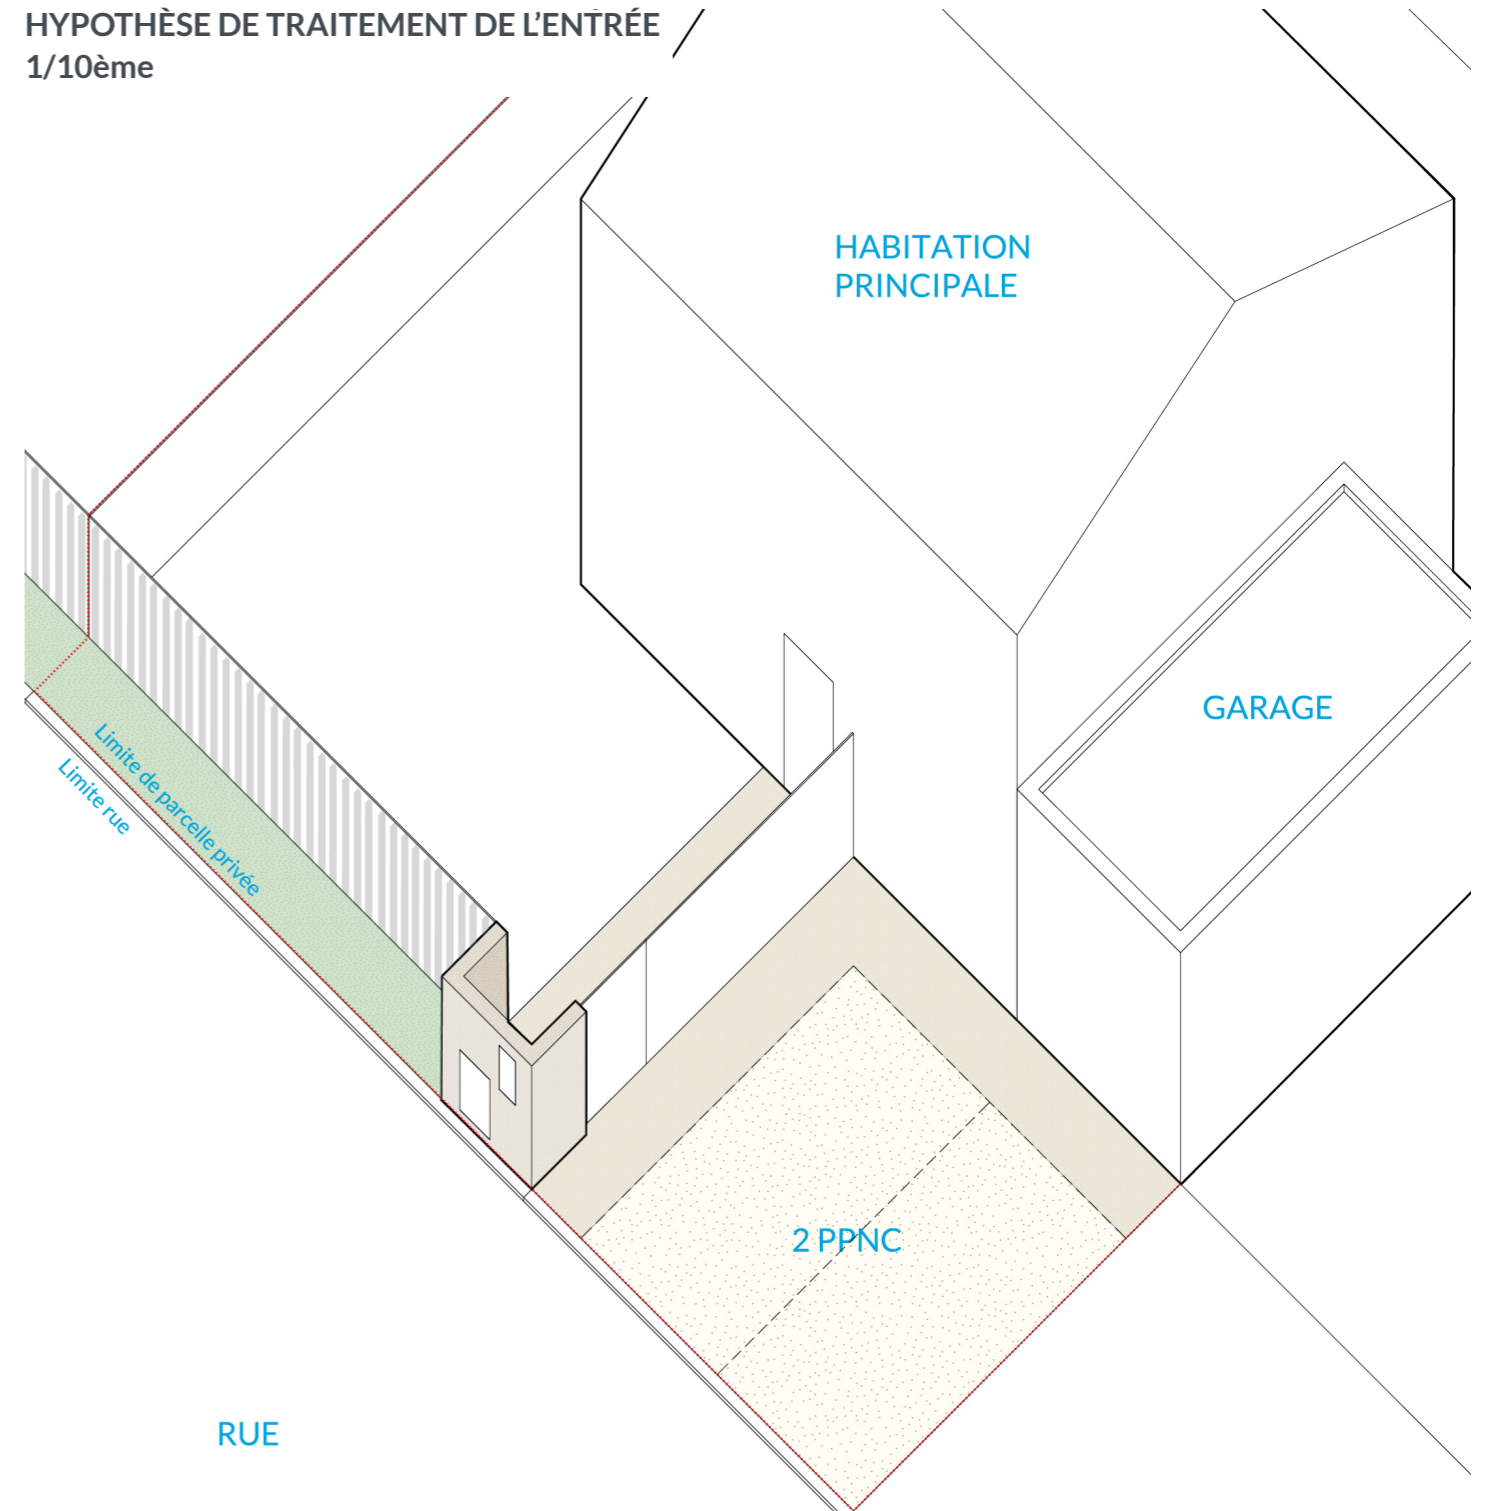 HYPOTHÈSE DE TRAITEMENT DE L'ENTRÉE
1/10ème
HABITATION
PRINCIPALE
GARAGE
Limite de parcelle privée
Limite rue
2 PPNC
RUE